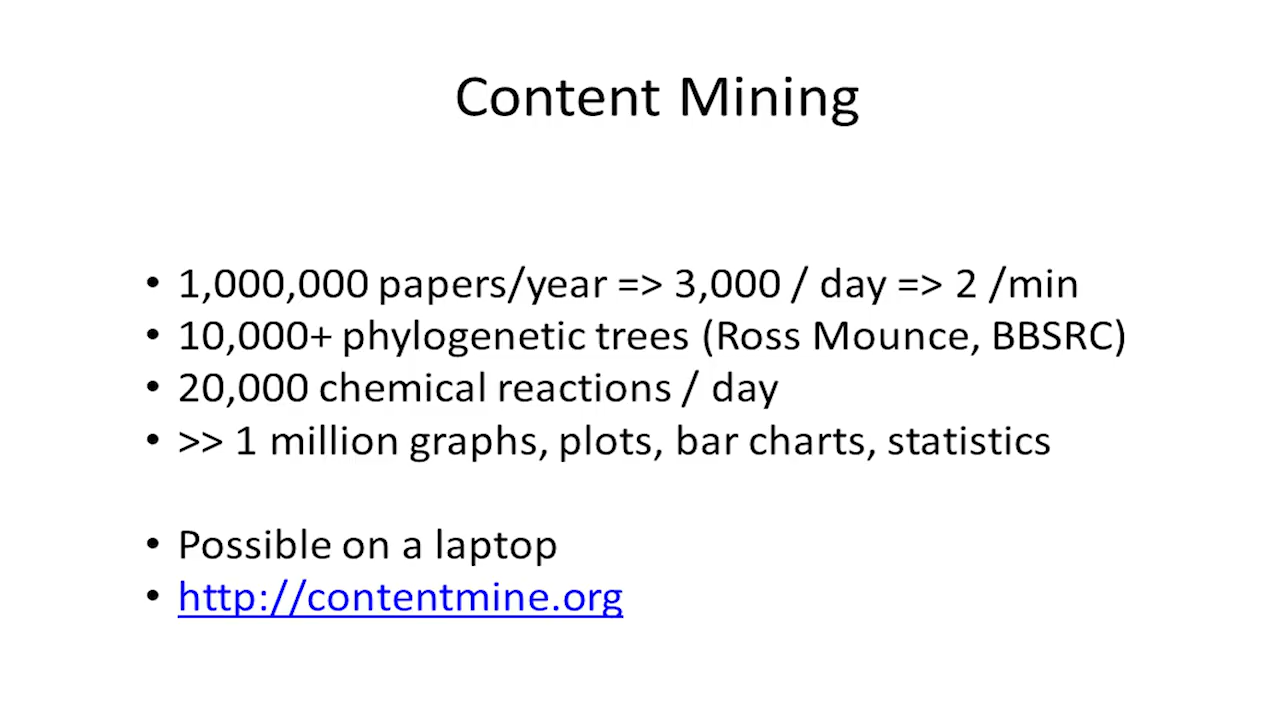 Content Mining
• 1,000,000 papers/year => 3,000 / day => 2 /min
• 10,000+ phylogenetic trees (Ross Mounce, BBSRC)
• 20,000 chemical reactions / day
• >> 1 million graphs, plots, bar charts, statistics
• Possible on a laptop
• http://contentmine.org